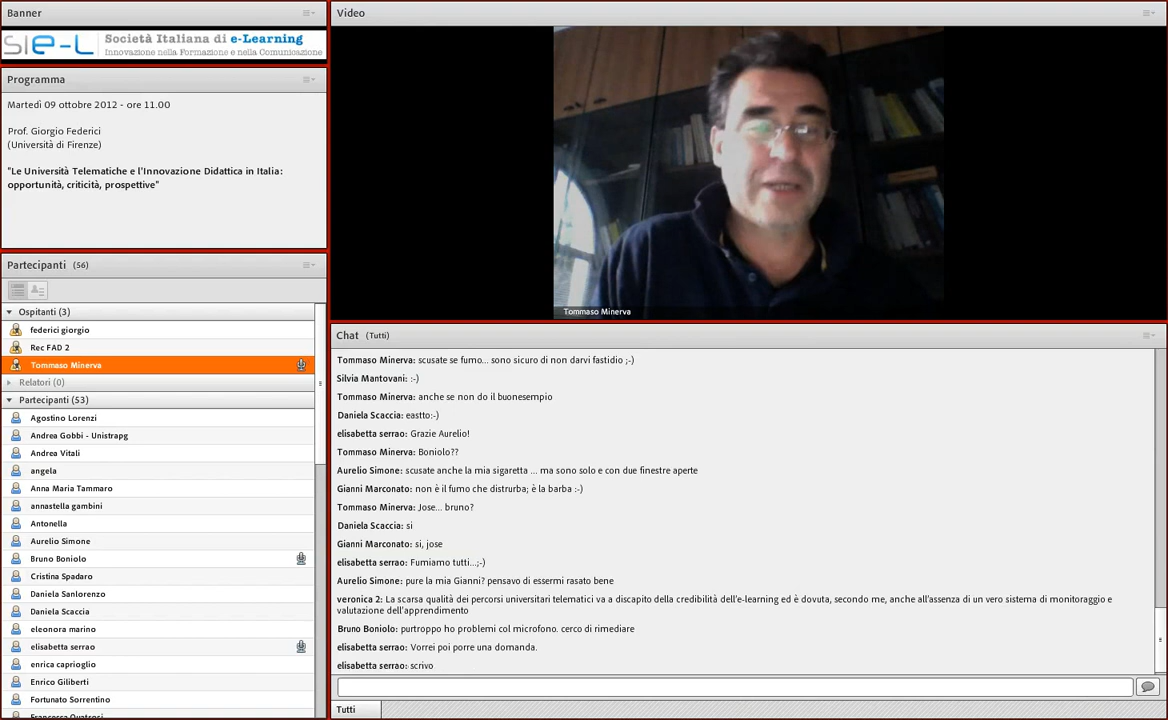 Banner
SIe-L
Società Italiana di e-Learning
Innovazione nella Formazione e nella Comunicazione
Programma
Martedì 09 ottobre 2012 - ore 11.00
Prof. Giorgio Federici
(Università di Firenze)
"Le Università Telematiche e l'Innovazione Didattica in Italia:
opportunità, criticità, prospettive"
Partecipanti (56)
Ospitanti (3)
federici giorgio
Rec FAD 2
Tommaso Minerva
Relatori (0)
Partecipanti (53)
Agostino Lorenzi
Andrea Gobbi - Unistrapg
Andrea Vitali
angela
Anna Maria Tammaro
annastella gambini
Antonella
Aurelio Simone
Bruno Boniolo
Cristina Spadaro
Daniela Sanlorenzo
Daniela Scaccia
eleonora marino
elisabetta serrao
enrica caprioglio
Enrico Giliberti
Fortunato Sorrentino
Video
Tommaso Minerva
Chat (Tutti)
Tommaso Minerva: scusate se fumo... sono sicuro di non darvi fastidio ;-)
Silvia Mantovani: :-)
Tommaso Minerva: anche se non do il buonesempio
Daniela Scaccia: eastto:-)
elisabetta serrao: Grazie Aurelio!
Tommaso Minerva: Boniolo??
Aurelio Simone: scusate anche la mia sigaretta ... ma sono solo e con due finestre aperte
Gianni Marconato: non è il fumo che distrurba; è la barba :-)
Tommaso Minerva: Jose... bruno?
Daniela Scaccia: si
Gianni Marconato: si, jose
elisabetta serrao: Fumiamo tutti...;-)
Aurelio Simone: pure la mia Gianni? pensavo di essermi rasato bene
veronica 2: La scarsa qualità dei percorsi universitari telematici va a discapito della credibilità dell'e-learning ed è dovuta, secondo me, anche all'assenza di un vero sistema di monitoraggio e
valutazione dell'apprendimento
Bruno Boniolo: purtroppo ho problemi col microfono. cerco di rimediare
elisabetta serrao: Vorrei poi porre una domanda.
elisabetta serrao: scrivo
Tutti